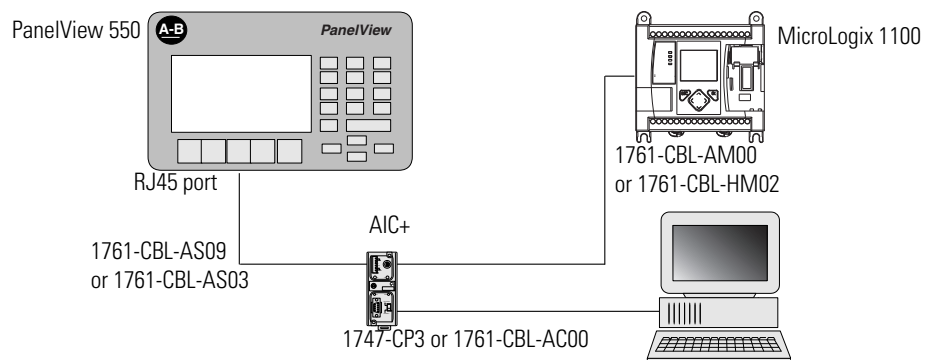 PanelView 550
A-B
PanelView
MicroLogix 1100
RJ45 port
1761-CBL-AM00
or 1761-CBL-HM02
AIC+
1761-CBL-AS09
or 1761-CBL-AS03
1747-CP3 or 1761-CBL-AC00